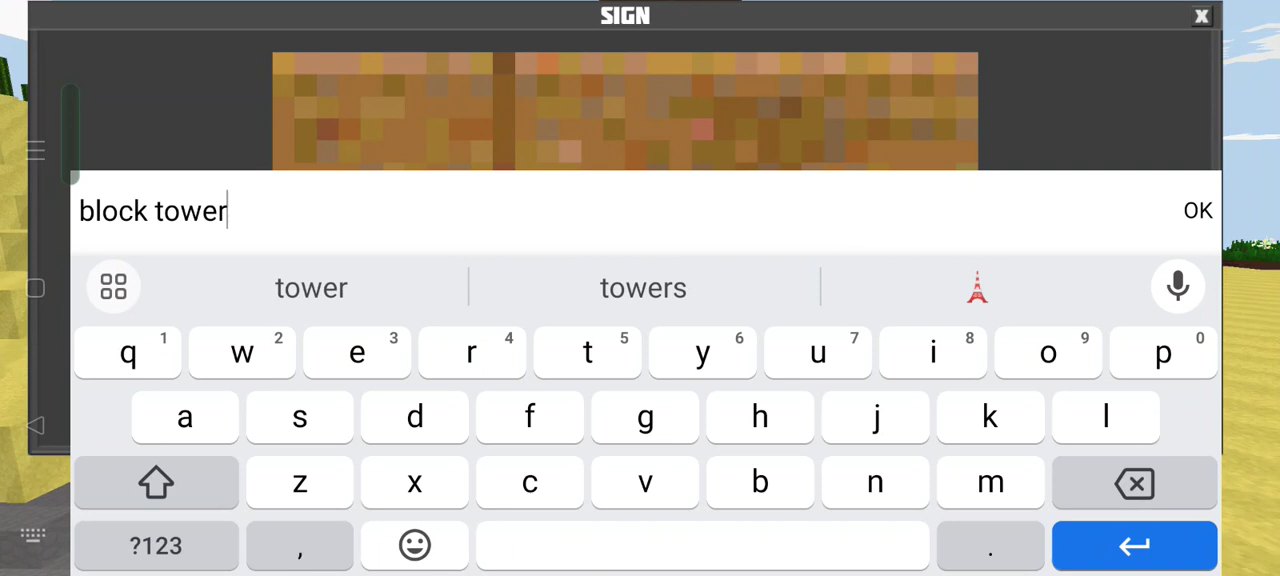 SIGN
X
block tower
OK
tower
towers
q 1
w 2
e 3
r 4
t 5
y 6
u 7
i 8
o 9
p 0
a s d f g h j k l
z x c v b n m
?123 , .